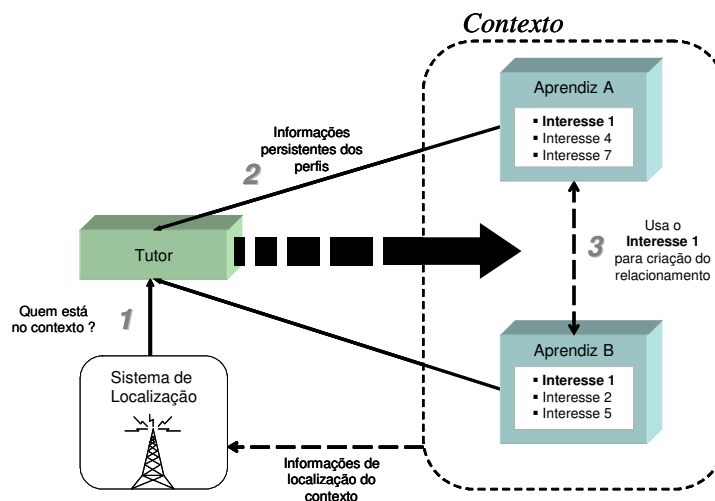 Contexto
Aprendiz A
▪ Interesse 1
▪ Interesse 4
▪ Interesse 7
Informações
persistentes dos
perfis
2
Usa o
Interesse 1
para criação do
relacionamento
3
Tutor
Quem está
no contexto ?
1
Aprendiz B
▪ Interesse 1
▪ Interesse 2
▪ Interesse 5
Sistema de
Localização
Informações de
localização do
contexto